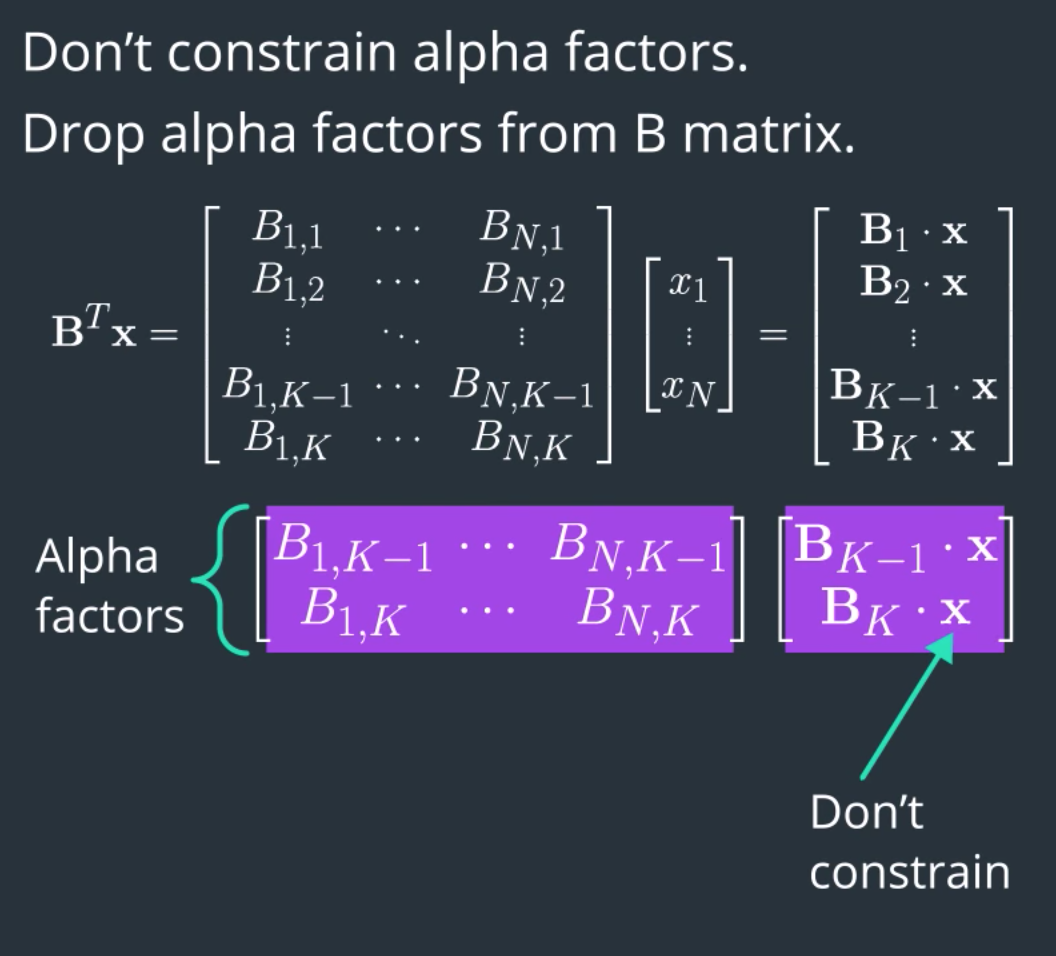 Don’t constrain alpha factors.
Drop alpha factors from B matrix.
$\mathbf{B}^T\mathbf{x} = \begin{bmatrix} B_{1,1} & \cdots & B_{N,1} \\ B_{1,2} & \cdots & B_{N,2} \\ \vdots & \ddots & \vdots \\ B_{1,K-1} & \cdots & B_{N,K-1} \\ B_{1,K} & \cdots & B_{N,K} \end{bmatrix} \begin{bmatrix} x_1 \\ \vdots \\ x_N \end{bmatrix} = \begin{bmatrix} \mathbf{B}_1 \cdot \mathbf{x} \\ \mathbf{B}_2 \cdot \mathbf{x} \\ \vdots \\ \mathbf{B}_{K-1} \cdot \mathbf{x} \\ \mathbf{B}_K \cdot \mathbf{x} \end{bmatrix}$
Alpha
factors
$\begin{bmatrix} B_{1,K-1} & \cdots & B_{N,K-1} \\ B_{1,K} & \cdots & B_{N,K} \end{bmatrix} \begin{bmatrix} \mathbf{B}_{K-1} \cdot \mathbf{x} \\ \mathbf{B}_K \cdot \mathbf{x} \end{bmatrix}$
Don’t
constrain